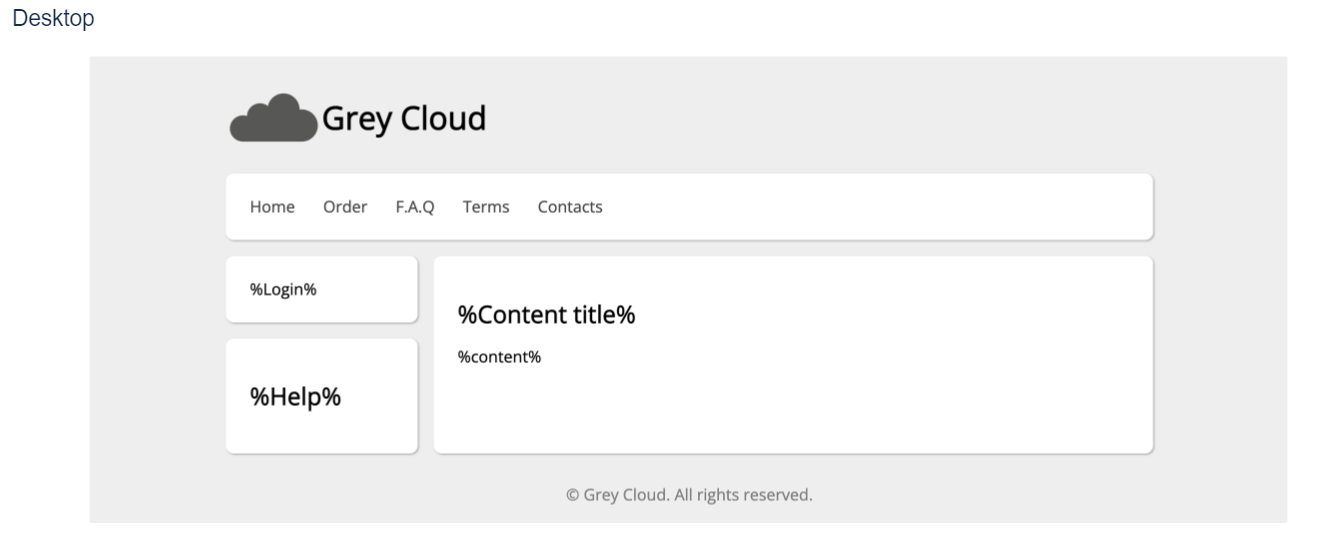 Desktop
Grey Cloud
Home Order F.A.Q Terms Contacts
%Login%
%Help%
%Content title%
%content%
© Grey Cloud. All rights reserved.